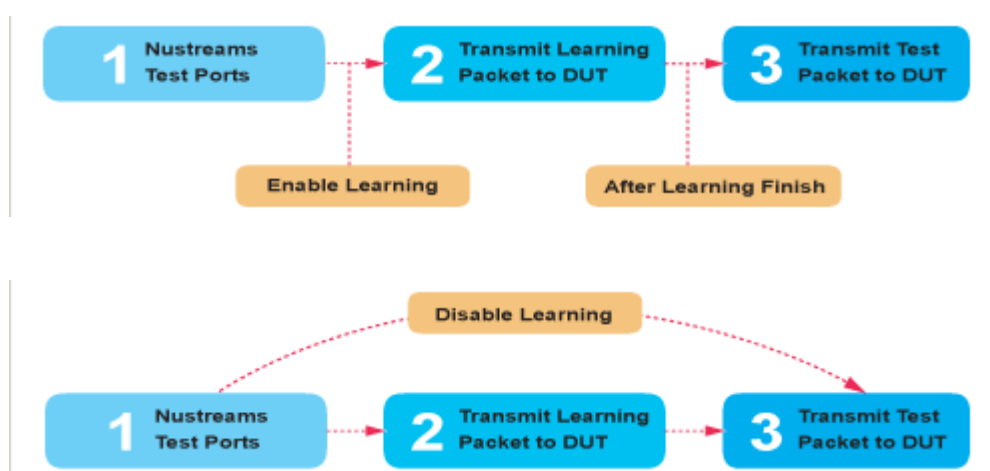 1 Nustreams
Test Ports
2 Transmit Learning
Packet to DUT
3 Transmit Test
Packet to DUT
Enable Learning
After Learning Finish
Disable Learning
1 Nustreams
Test Ports
2 Transmit Learning
Packet to DUT
3 Transmit Test
Packet to DUT